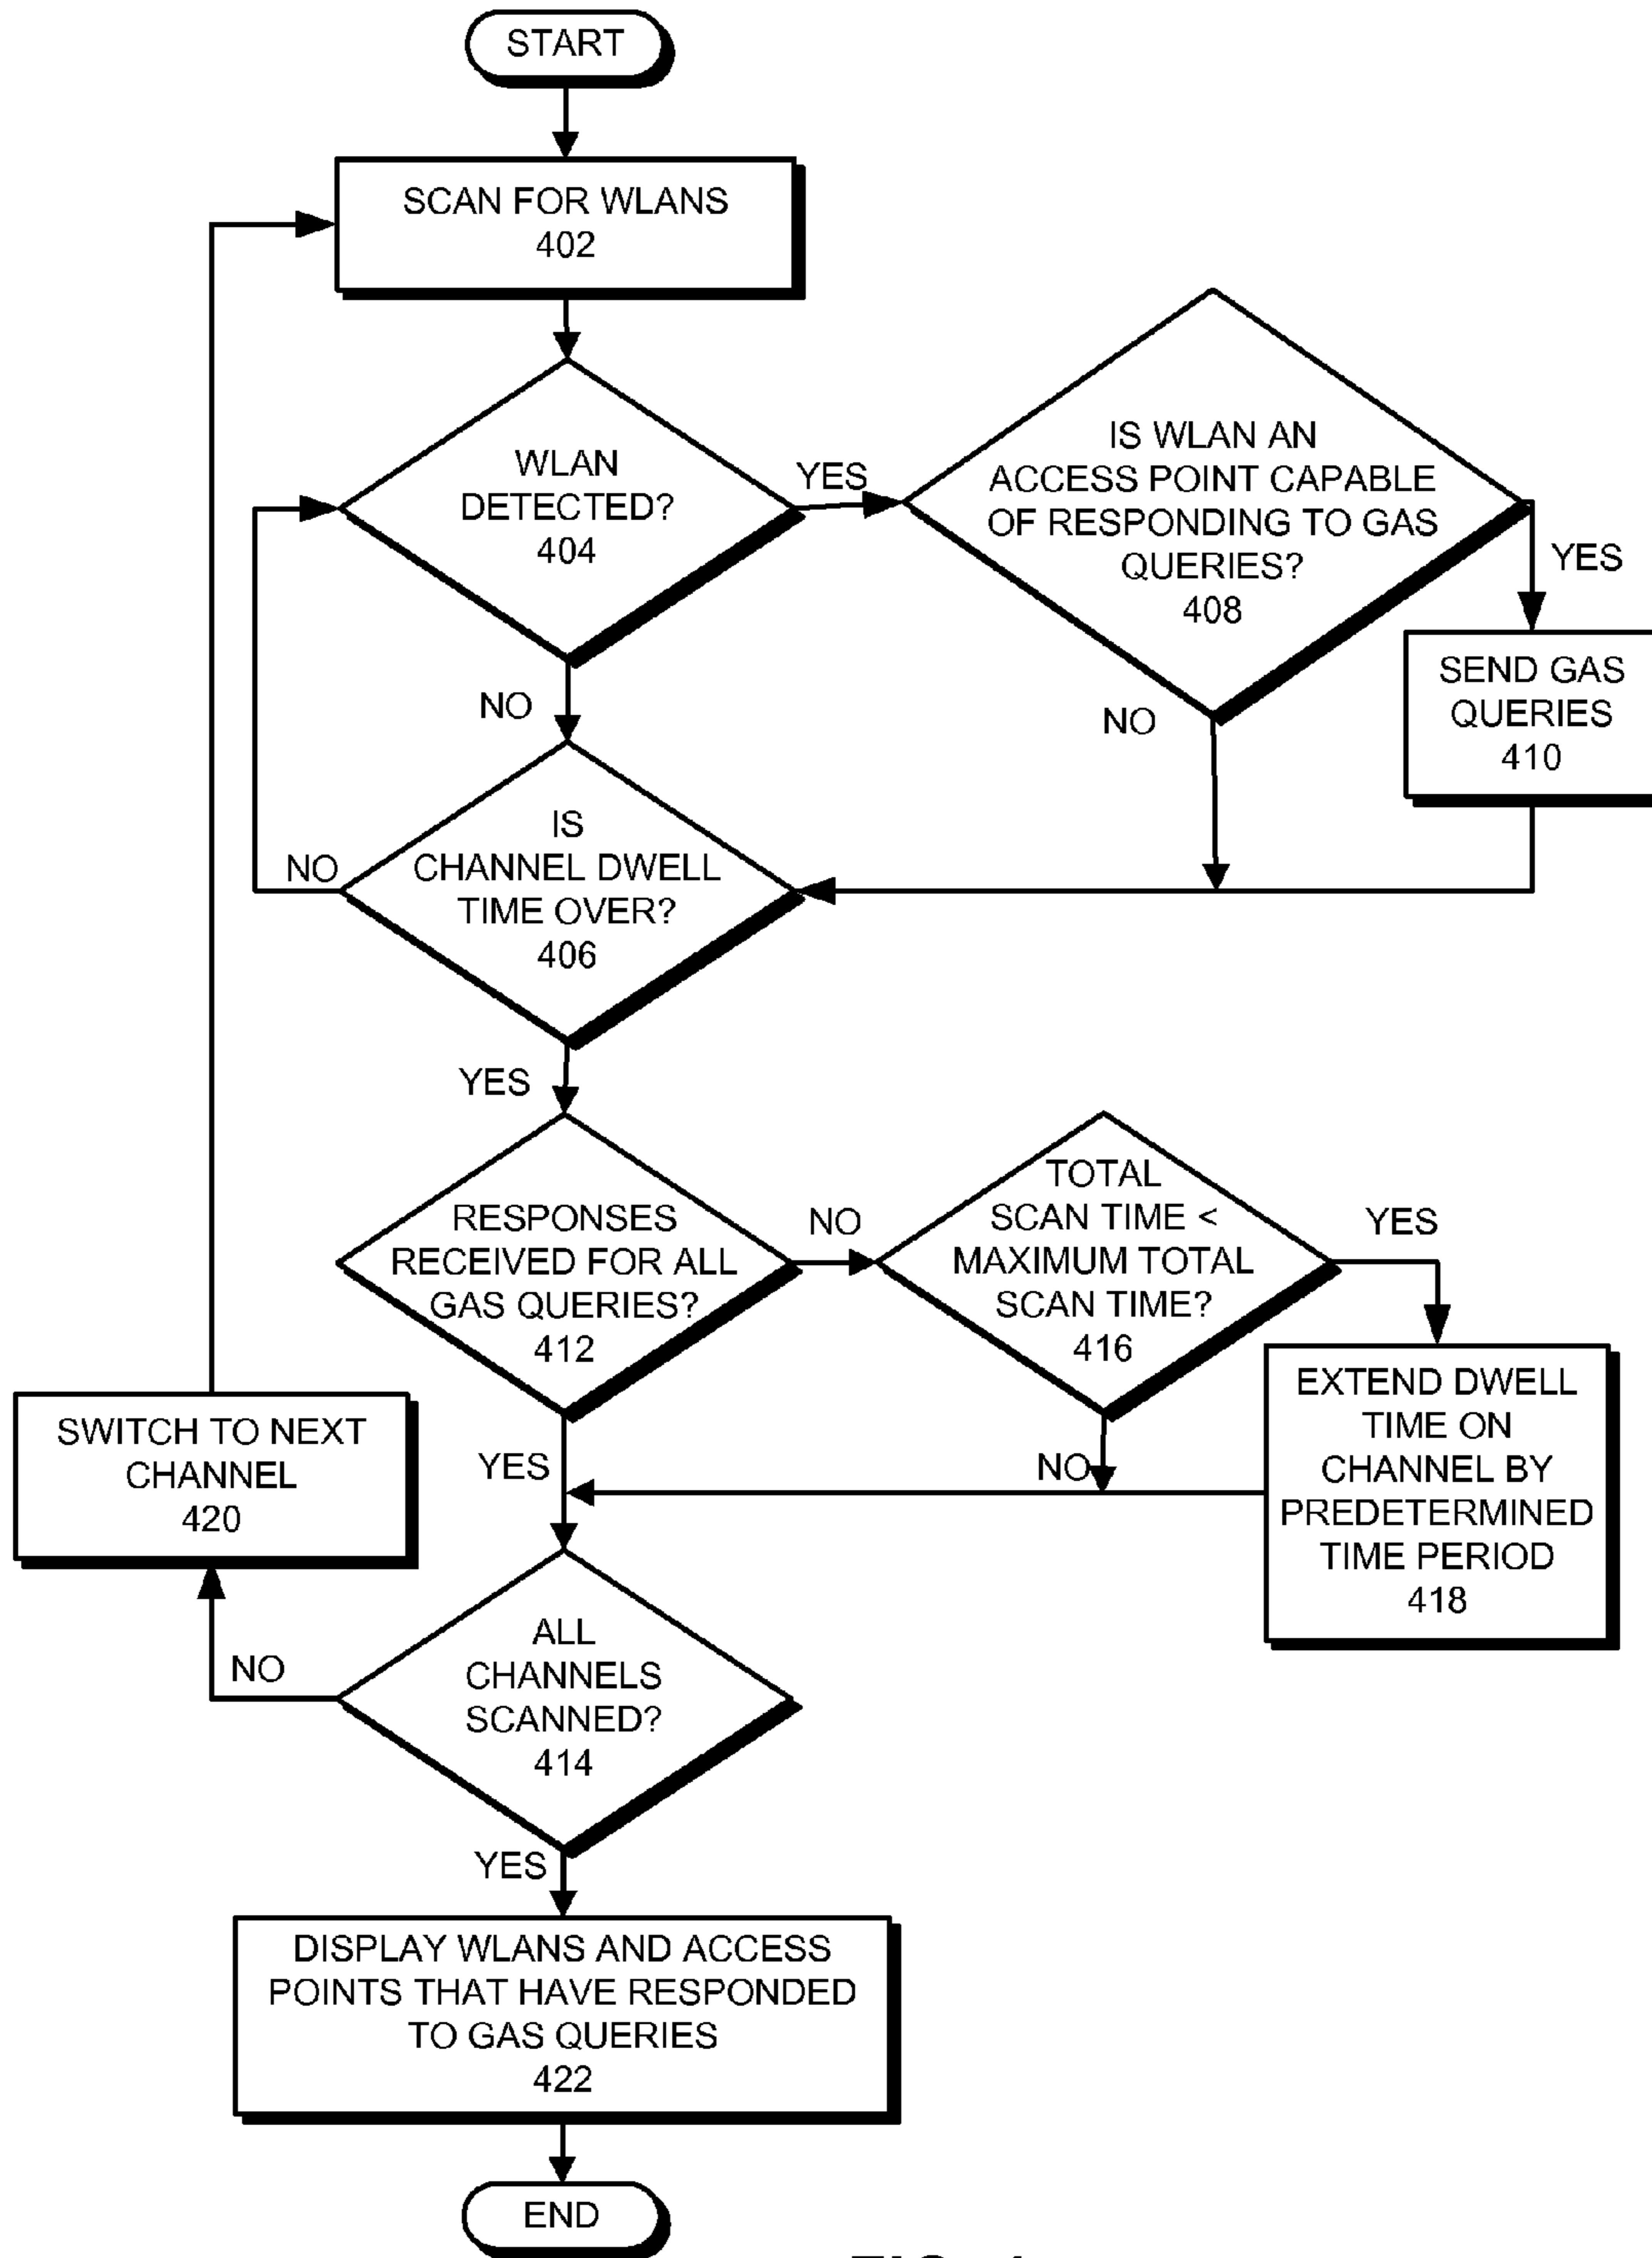 START
SCAN FOR WLANS
402
WLAN
DETECTED?
404
YES
NO
IS WLAN AN
ACCESS POINT CAPABLE
OF RESPONDING TO GAS
QUERIES?
408
YES
NO
SEND GAS
QUERIES
410
IS
CHANNEL DWELL
TIME OVER?
406
NO
YES
RESPONSES
RECEIVED FOR ALL
GAS QUERIES?
412
NO
YES
TOTAL
SCAN TIME <
MAXIMUM TOTAL
SCAN TIME?
416
YES
NO
EXTEND DWELL
TIME ON
CHANNEL BY
PREDETERMINED
TIME PERIOD
418
SWITCH TO NEXT
CHANNEL
420
ALL
CHANNELS
SCANNED?
414
NO
YES
DISPLAY WLANS AND ACCESS
POINTS THAT HAVE RESPONDED
TO GAS QUERIES
422
END